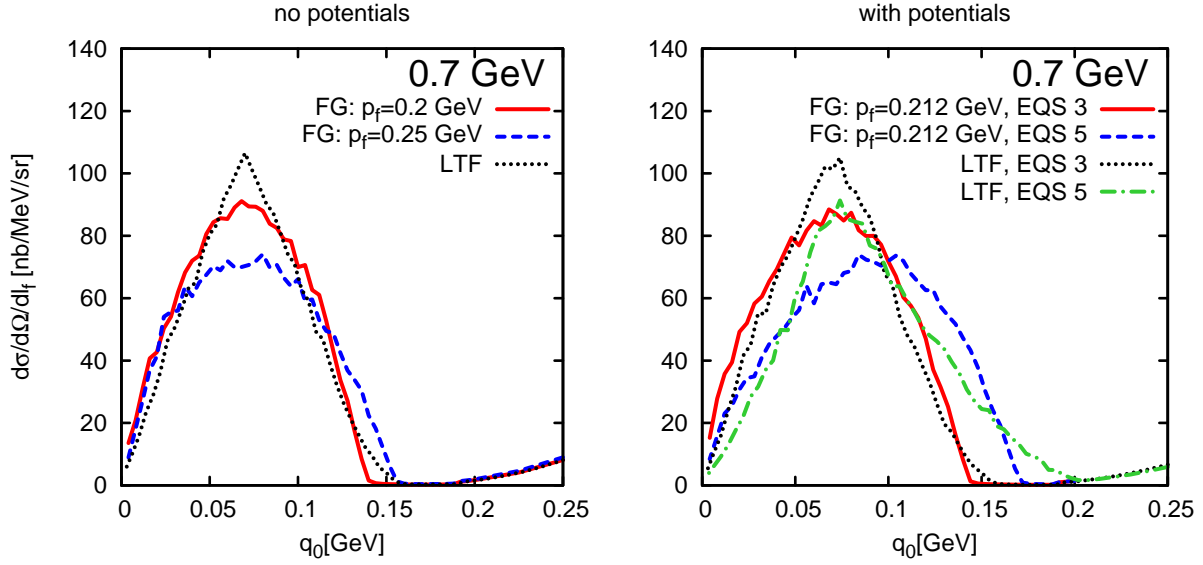 no potentials
0.7 GeV
FG: p_f=0.2 GeV
FG: p_f=0.25 GeV
LTF
dσ/dΩ/dl_f [nb/MeV/sr]
140
120
100
80
60
40
20
0
0 0.05 0.1 0.15 0.2 0.25
q_0[GeV]
with potentials
0.7 GeV
FG: p_f=0.212 GeV, EQS 3
FG: p_f=0.212 GeV, EQS 5
LTF, EQS 3
LTF, EQS 5
140
120
100
80
60
40
20
0
0 0.05 0.1 0.15 0.2 0.25
q_0[GeV]